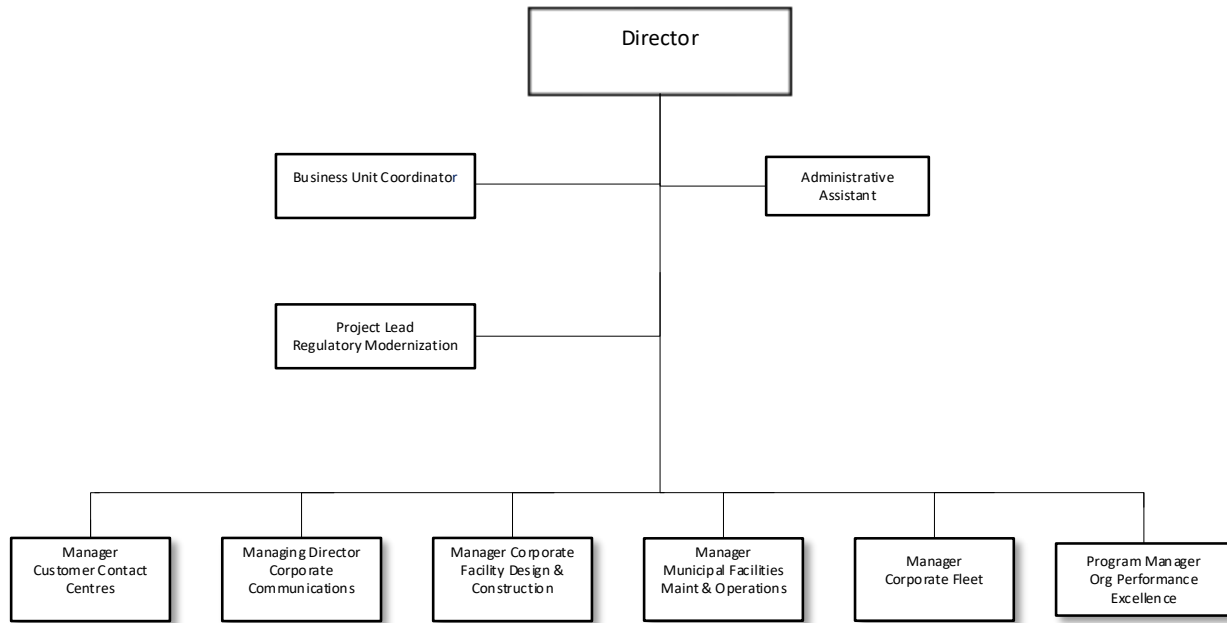 Director
Business Unit Coordinator
Administrative
Assistant
Project Lead
Regulatory Modernization
Manager
Customer Contact
Centres
Managing Director
Corporate
Communications
Manager Corporate
Facility Design &
Construction
Manager
Municipal Facilities
Maint & Operations
Manager
Corporate Fleet
Program Manager
Org Performance
Excellence